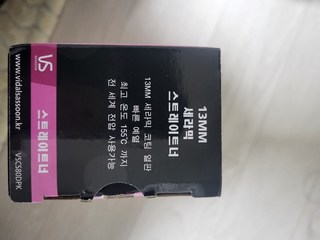 13MM
세라믹
스트레이트너
13MM 세라믹 코팅 열판
빠른 예열
최고 온도 155℃ 까지
전 세계 전압 사용가능
VS
www.vidalsassoon.kr
스트레이트너
VSCS80DPK